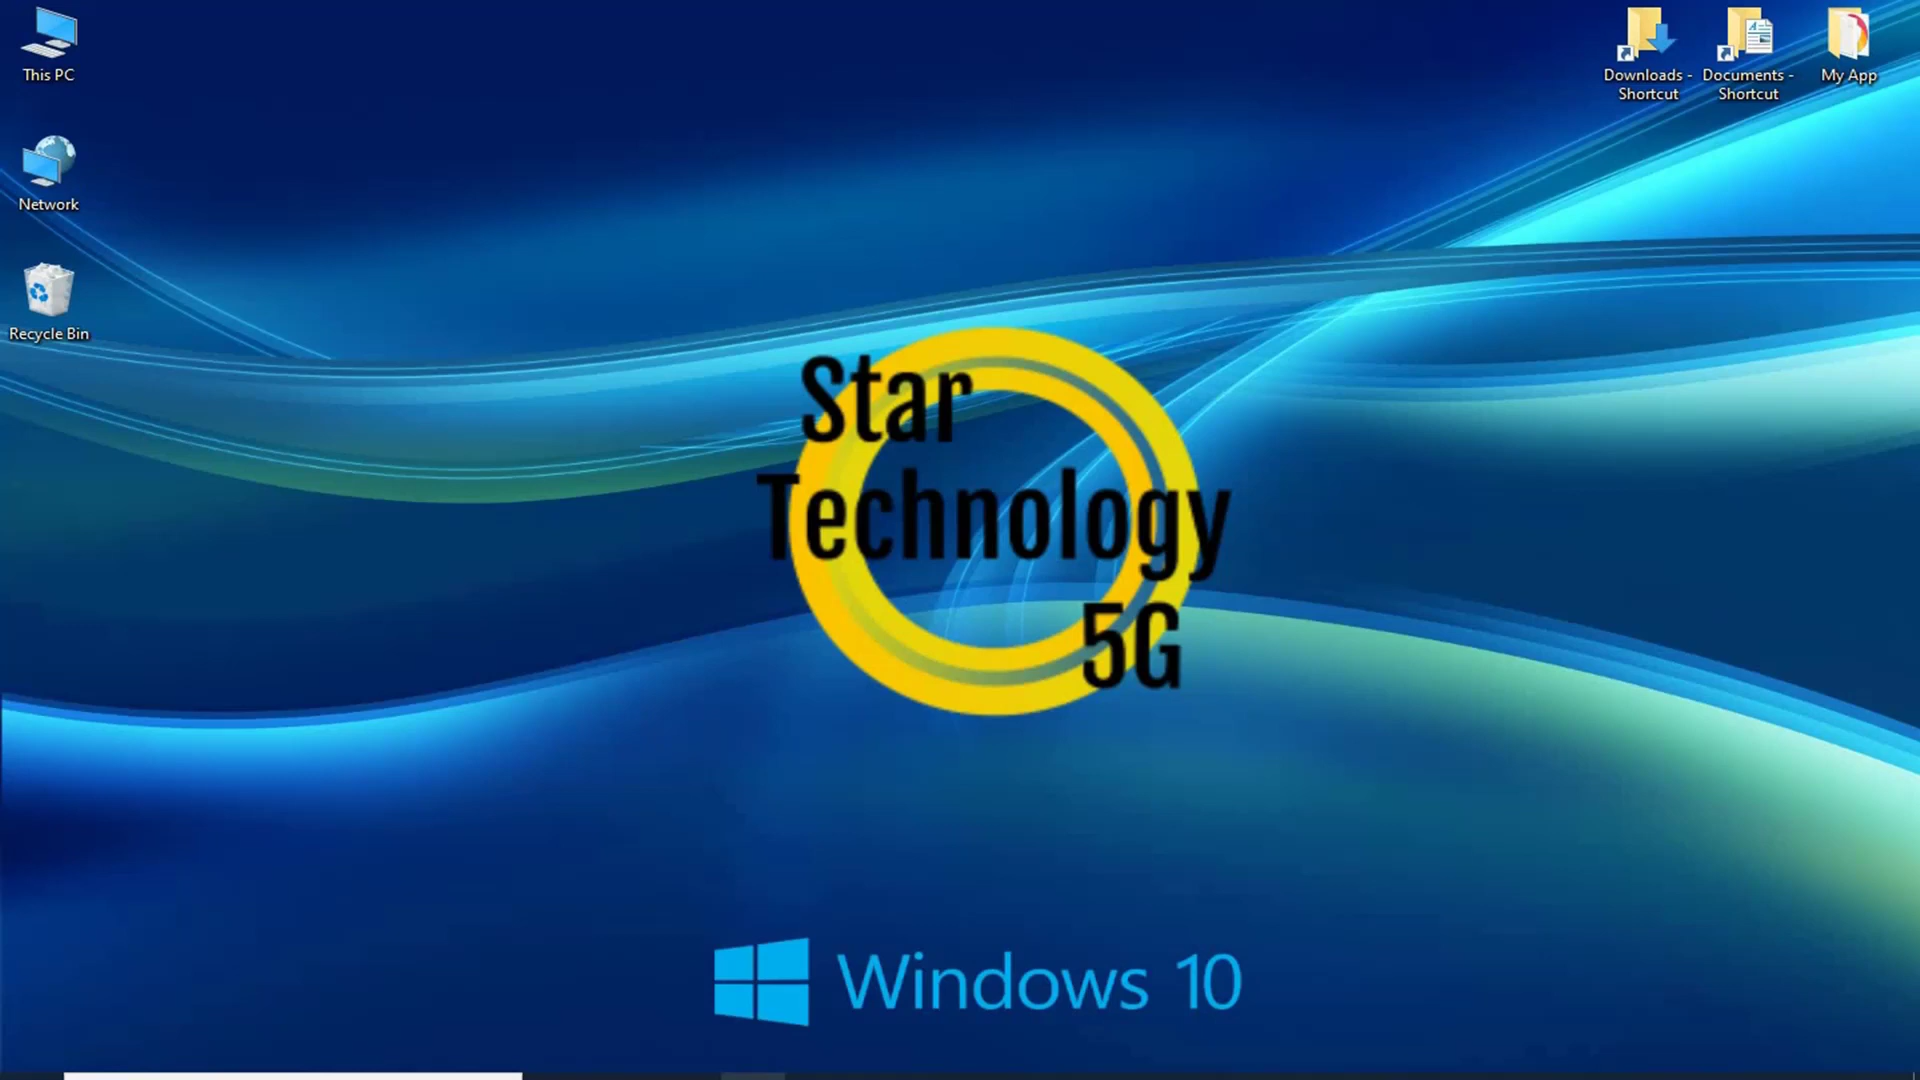 This PC
Downloads -
Shortcut
Documents -
Shortcut
My App
Network
Recycle Bin
Star
Technology
5G
Windows 10